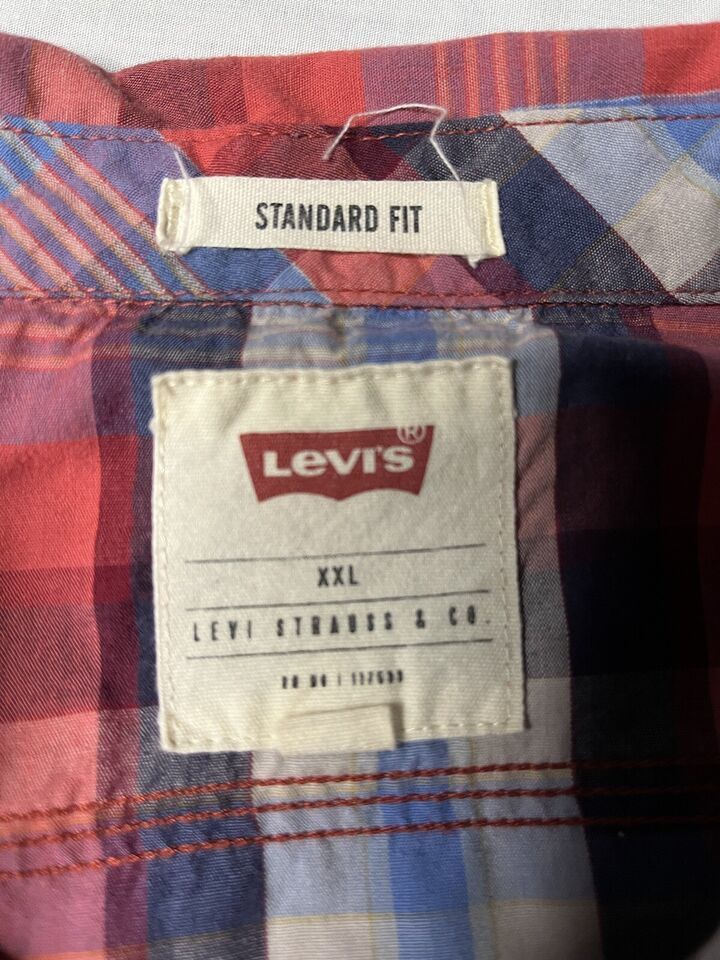 STANDARD FIT
LEVI'S®
XXL
LEVI STRAUSS & CO.